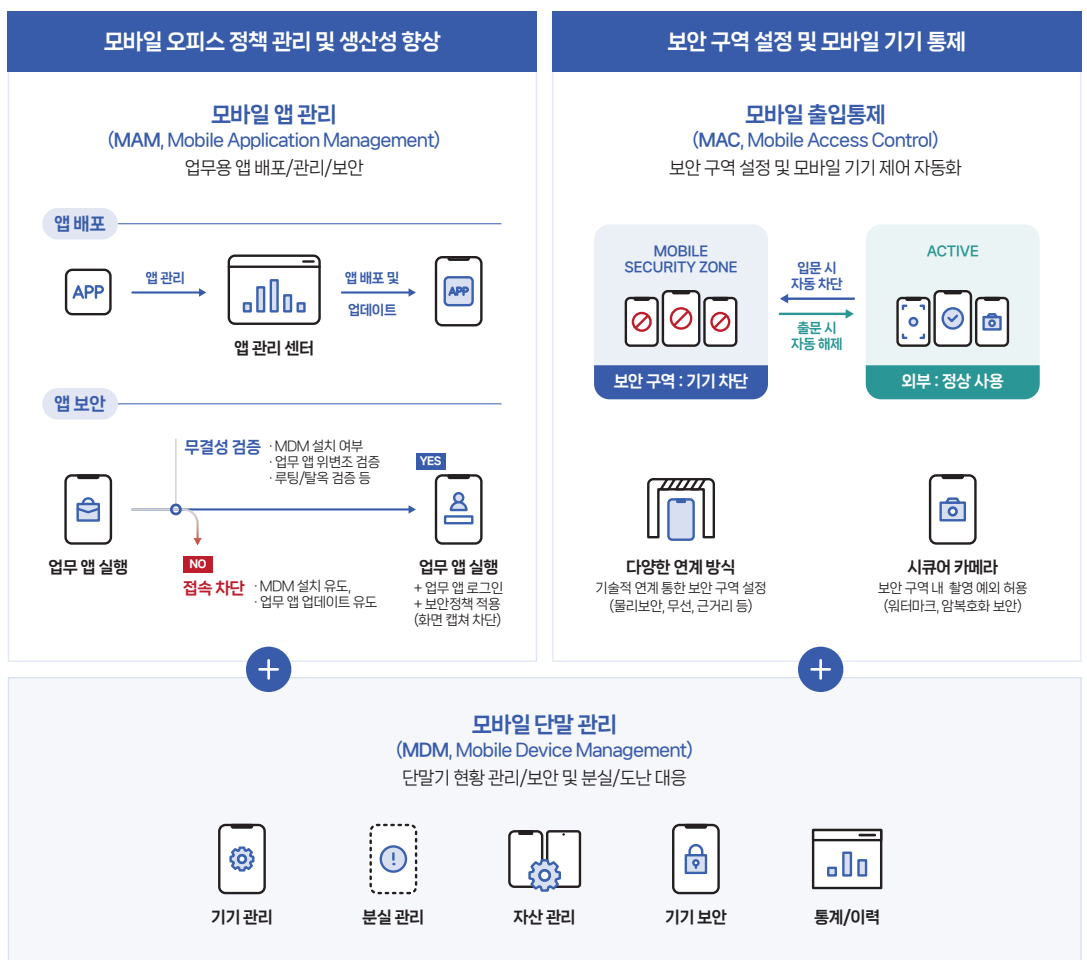 모바일 오피스 정책 관리 및 생산성 향상
모바일 앱 관리
(MAM, Mobile Application Management)
업무용 앱 배포/관리/보안
앱 배포
APP
앱 관리
앱 관리 센터
앱 배포 및
업데이트
APP
앱 보안
업무 앱 실행
무결성 검증
· MDM 설치 여부
· 업무 앱 위변조 검증
· 루팅/탈옥 검증 등
NO
접속 차단
· MDM 설치 유도,
· 업무 앱 업데이트 유도
YES
업무 앱 실행
+ 업무 앱 로그인
+ 보안정책 적용
(화면 캡쳐 차단)
보안 구역 설정 및 모바일 기기 통제
모바일 출입통제
(MAC, Mobile Access Control)
보안 구역 설정 및 모바일 기기 제어 자동화
MOBILE
SECURITY ZONE
보안 구역 : 기기 차단
입문 시
자동 차단
출문 시
자동 해제
ACTIVE
외부 : 정상 사용
다양한 연계 방식
기술적 연계 통한 보안 구역 설정
(물리보안, 무선, 근거리 등)
시큐어 카메라
보안 구역 내 촬영 예외 허용
(워터마크, 암복호화 보안)
모바일 단말 관리
(MDM, Mobile Device Management)
단말기 현황 관리/보안 및 분실/도난 대응
기기 관리
분실 관리
자산 관리
기기 보안
통계/이력